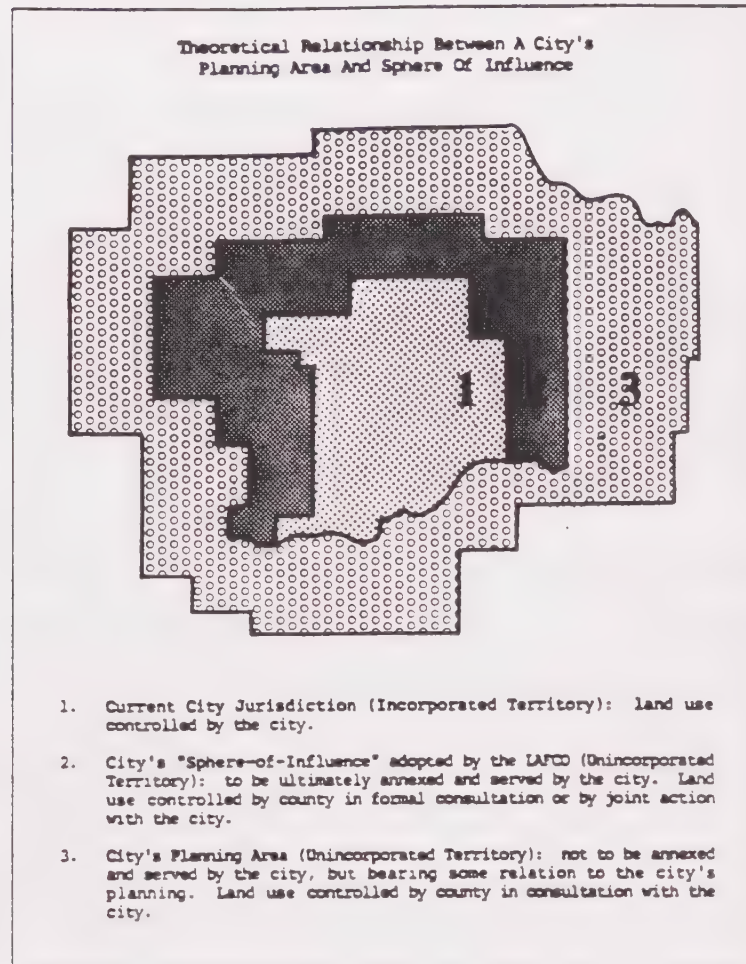 Theoretical Relationship Between A City's
Planning Area And Sphere Of Influence
1 3
1. Current City Jurisdiction (Incorporated Territory): land use
controlled by the city.
2. City's "Sphere-of-Influence" adopted by the LAFCO (Unincorporated
Territory): to be ultimately annexed and served by the city. Land
use controlled by county in formal consultation or by joint action
with the city.
3. City's Planning Area (Unincorporated Territory): not to be annexed
and served by the city, but bearing some relation to the city's
planning. Land use controlled by county in consultation with the
city.